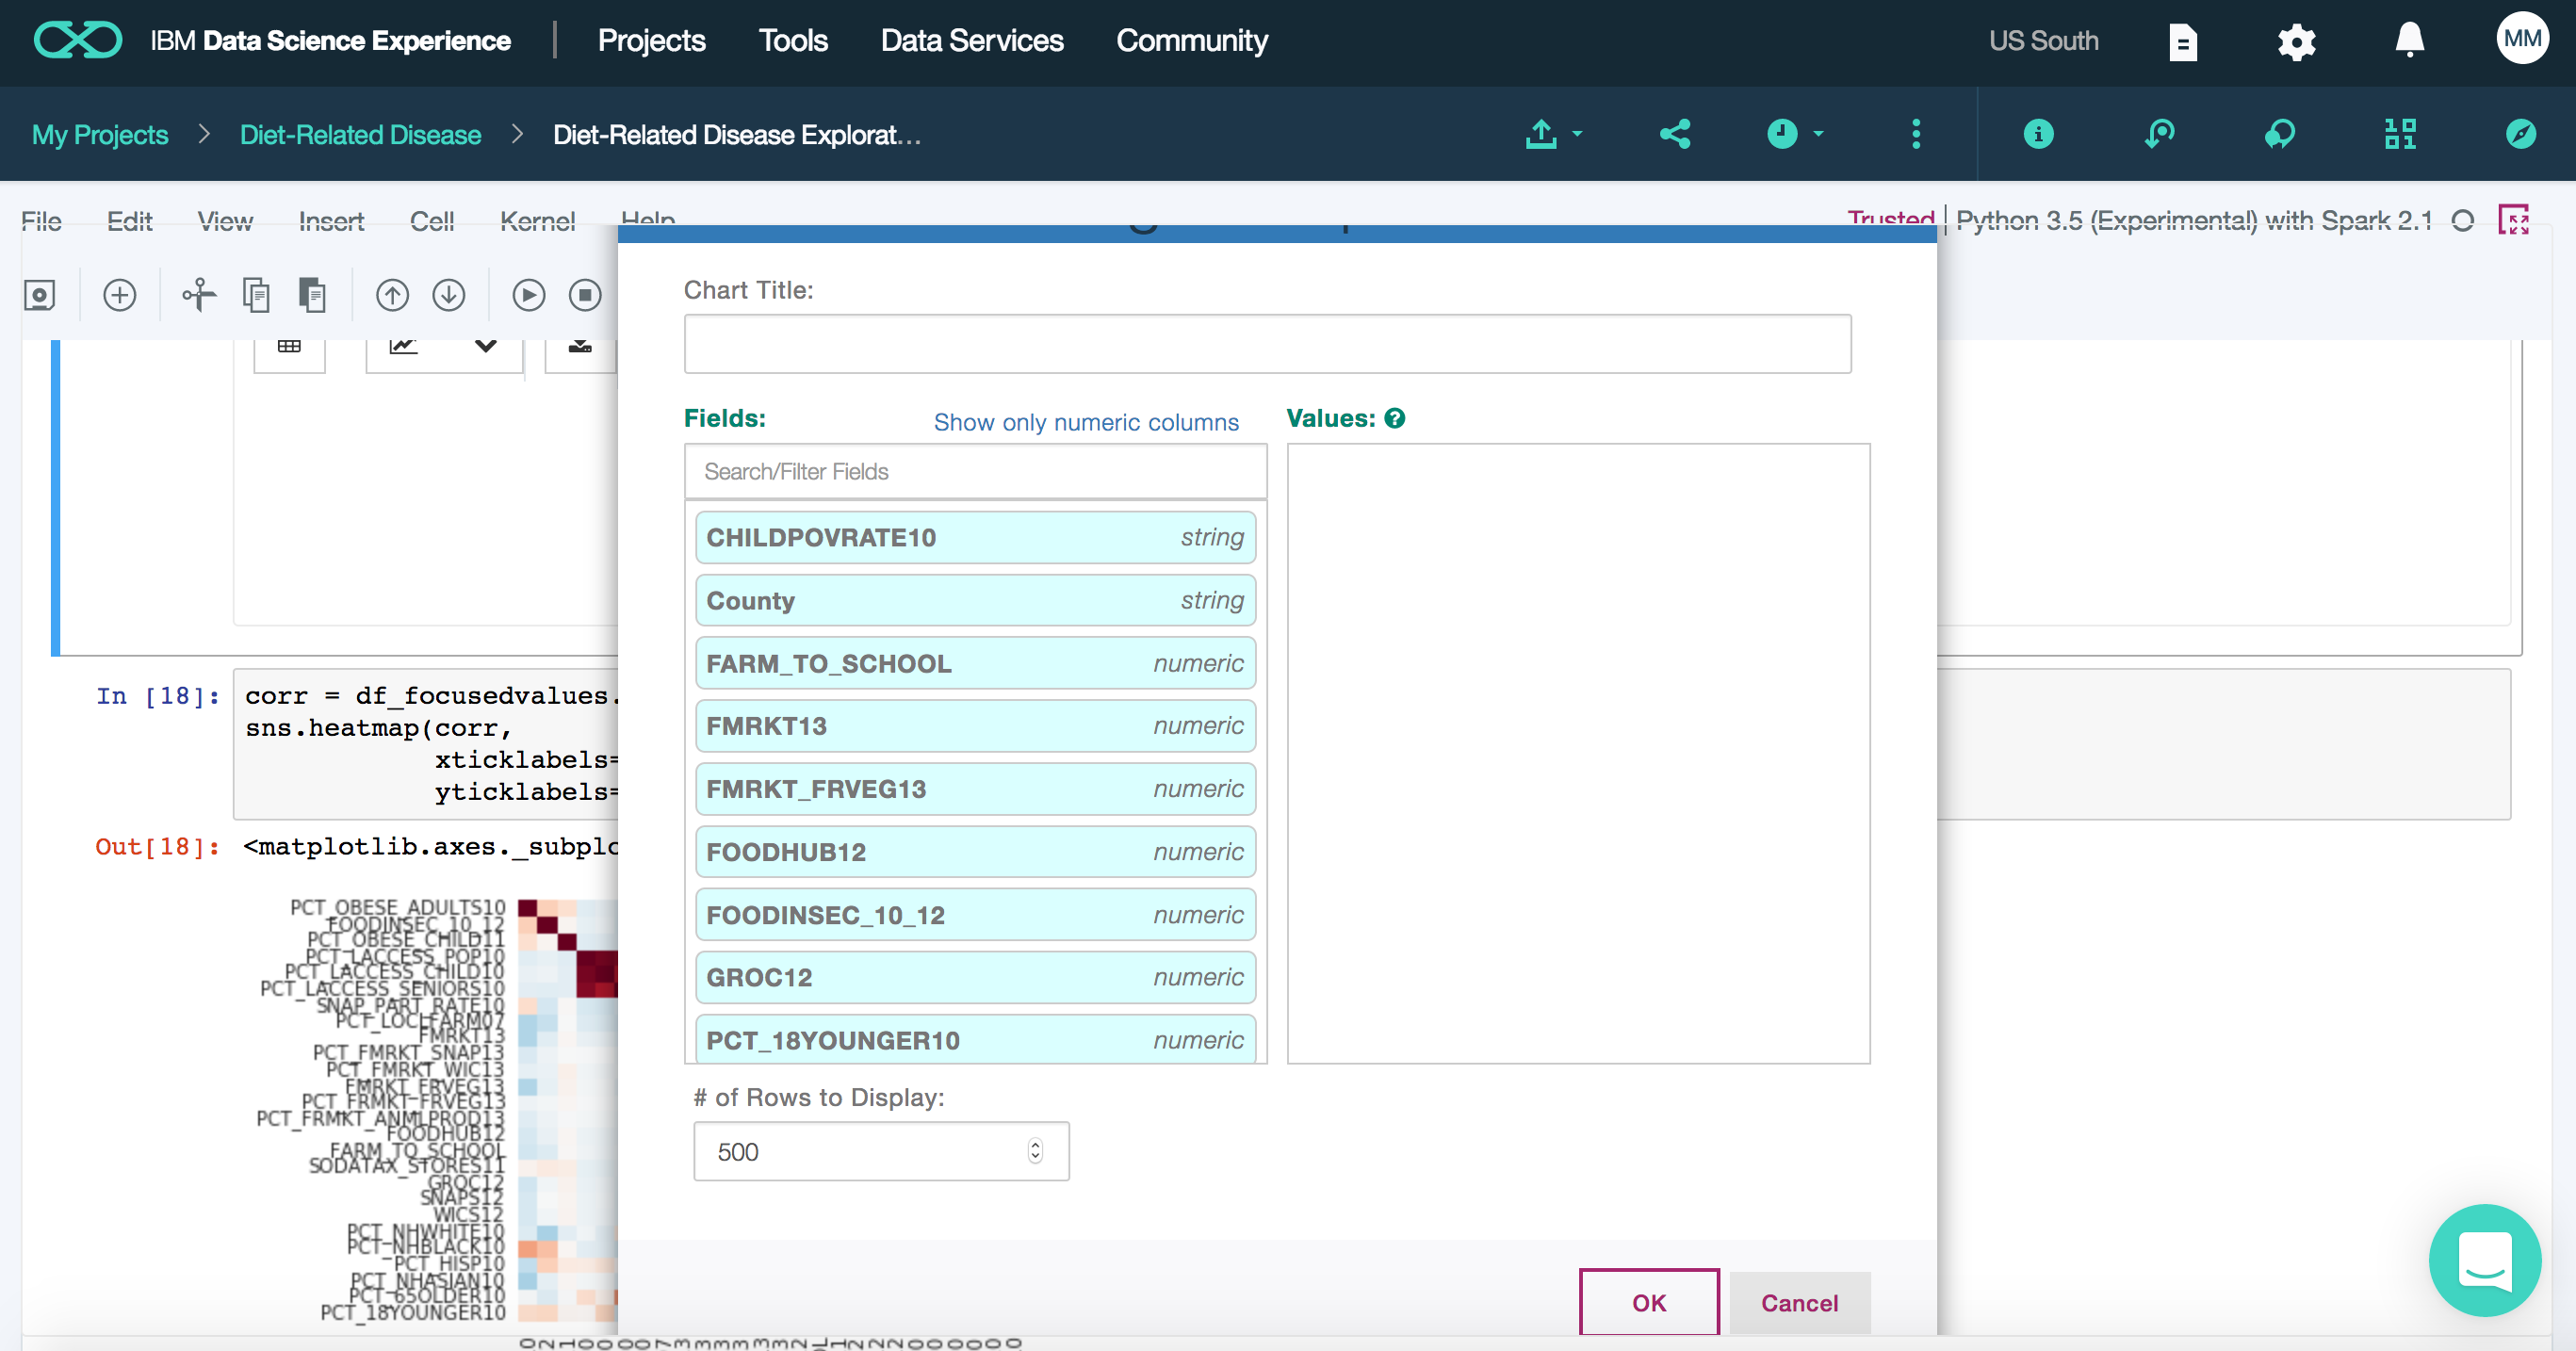 IBM Data Science Experience
Projects
Tools
Data Services
Community
US South
MM
My Projects
Diet-Related Disease
Diet-Related Disease Explorat...
File
Edit
View
Insert
Cell
Kernel
Help
Trusted
Python 3.5 (Experimental) with Spark 2.1
Chart Title:
Fields:
Show only numeric columns
Search/Filter Fields
CHILDPOVRATE10 string
County string
FARM_TO_SCHOOL numeric
FMRKT13 numeric
FMRKT_FRVEG13 numeric
FOODHUB12 numeric
FOODINSEC_10_12 numeric
GROC12 numeric
PCT_18YOUNGER10 numeric
Values:
# of Rows to Display:
500
OK
Cancel
In [18]:
corr = df_focusedvalues.
sns.heatmap(corr,
xticklabels=
yticklabels=
Out[18]:
<matplotlib.axes._subplo
PCT_OBESE_ADULTS10
FOODINSEC_10_12
PCT_OBESE_CHILD11
PCT_LACCESS_POP10
PCT_LACCESS_CHILD10
PCT_LACCESS_SENIORS10
SNAP_PART_RATE10
PCT_LOCLFARM07
FMRKT13
PCT_FMRKT_SNAP13
PCT_FMRKT_WIC13
FMRKT_FRVEG13
PCT_FRMKT_FRVEG13
PCT_FRMKT_ANMLPROD13
FOODHUB12
FARM_TO_SCHOOL
SODATAX_STORES11
GROC12
SNAPS12
WICS12
PCT_NHWHITE10
PCT_NHBLACK10
PCT_HISP10
PCT_NHASIAN10
PCT_65OLDER10
PCT_18YOUNGER10